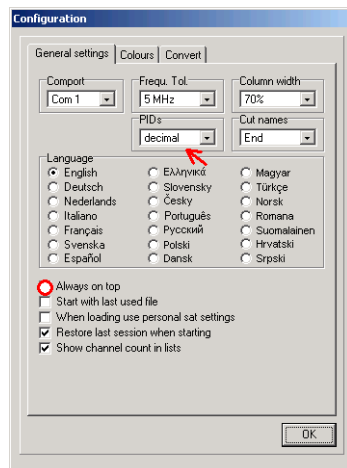 Configuration
General settings Colours Convert
Comport Frequ. Tol. Column width
Com 1 5 MHz 70%
PIDs Cut names
decimal End
Language
English Ελληνικά Magyar
Deutsch Slovensky Türkçe
Nederlands Česky Norsk
Italiano Português Romana
Français Русский Suomalainen
Svenska Polski Hrvatski
Español Dansk Srpski
Always on top
Start with last used file
When loading use personal sat settings
Restore last session when starting
Show channel count in lists
OK